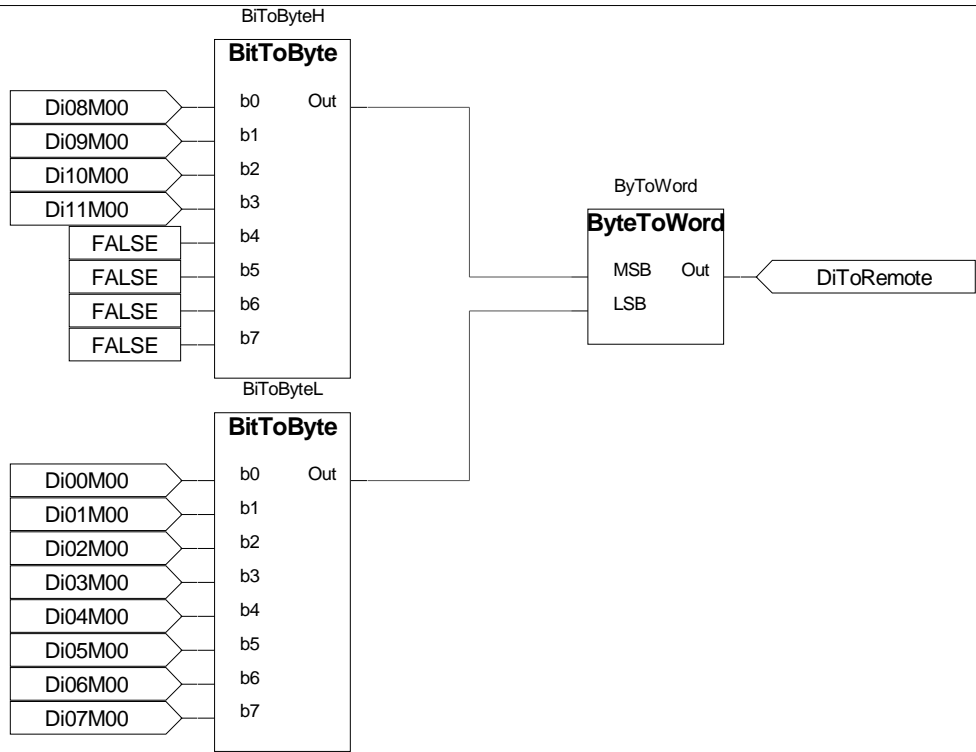 BiToByteH
BitToByte
Di08M00 b0 Out
Di09M00 b1
Di10M00 b2
Di11M00 b3
FALSE b4
FALSE b5
FALSE b6
FALSE b7
ByToWord
ByteToWord
MSB Out DiToRemote
LSB
BiToByteL
BitToByte
Di00M00 b0 Out
Di01M00 b1
Di02M00 b2
Di03M00 b3
Di04M00 b4
Di05M00 b5
Di06M00 b6
Di07M00 b7